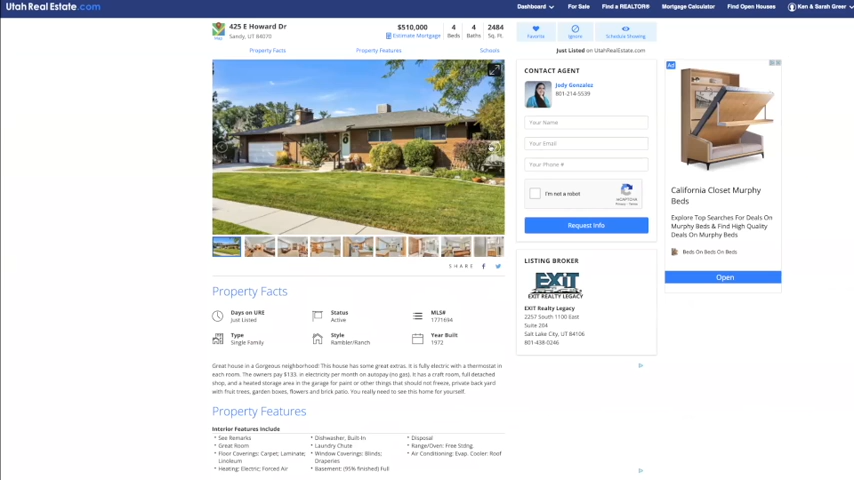 Utah Real Estate.com
Dashboard
For Sale
Find a REALTOR®
Mortgage Calculator
Find Open Houses
Ken & Sarah Greer
425 E Howard Dr
Sandy, UT 84070
$510,000
Estimate Mortgage
4
Beds
4
Baths
2484
Sq. Ft.
Property Facts
Property Features
Schools
Favorite
Ignore
Schedule Showing
Just Listed on UtahRealEstate.com
CONTACT AGENT
Jody Gonzalez
801-214-5539
Your Name
Your Email
Your Phone #
I'm not a robot
reCAPTCHA
Privacy - Terms
Request Info
LISTING BROKER
EXIT
EXIT REALTY LEGACY
EXIT Realty Legacy
2257 South 1100 East
Suite 204
Salt Lake City, UT 84106
801-438-0246
Ad
California Closet Murphy
Beds
Explore Top Searches For Deals On
Murphy Beds & Find High Quality
Deals On Murphy Beds
Beds On Beds On Beds
Open
SHARE
Property Facts
Days on URE
Just Listed
Status
Active
MLS#
1771694
Type
Single Family
Style
Rambler/Ranch
Year Built
1972
Great house in a Gorgeous neighborhood! This house has some great extras. It is fully electric with a thermostat in
each room. The owners pay $133. in electricity per month on autopay (no gas). It has a craft room, full detached
shop, and a heated storage area in the garage for paint or other things that should not freeze, private back yard
with fruit trees, garden boxes, flowers and brick patio. You really need to see this home for yourself.
Property Features
Interior Features Include
* See Remarks
* Great Room
* Floor Coverings: Carpet; Laminate;
Linoleum
* Heating: Electric; Forced Air
* Dishwasher, Built-In
* Laundry Chute
* Window Coverings: Blinds;
Draperies
* Basement: (95% finished) Full
* Disposal
* Range/Oven: Free Stdng.
* Air Conditioning: Evap. Cooler: Roof